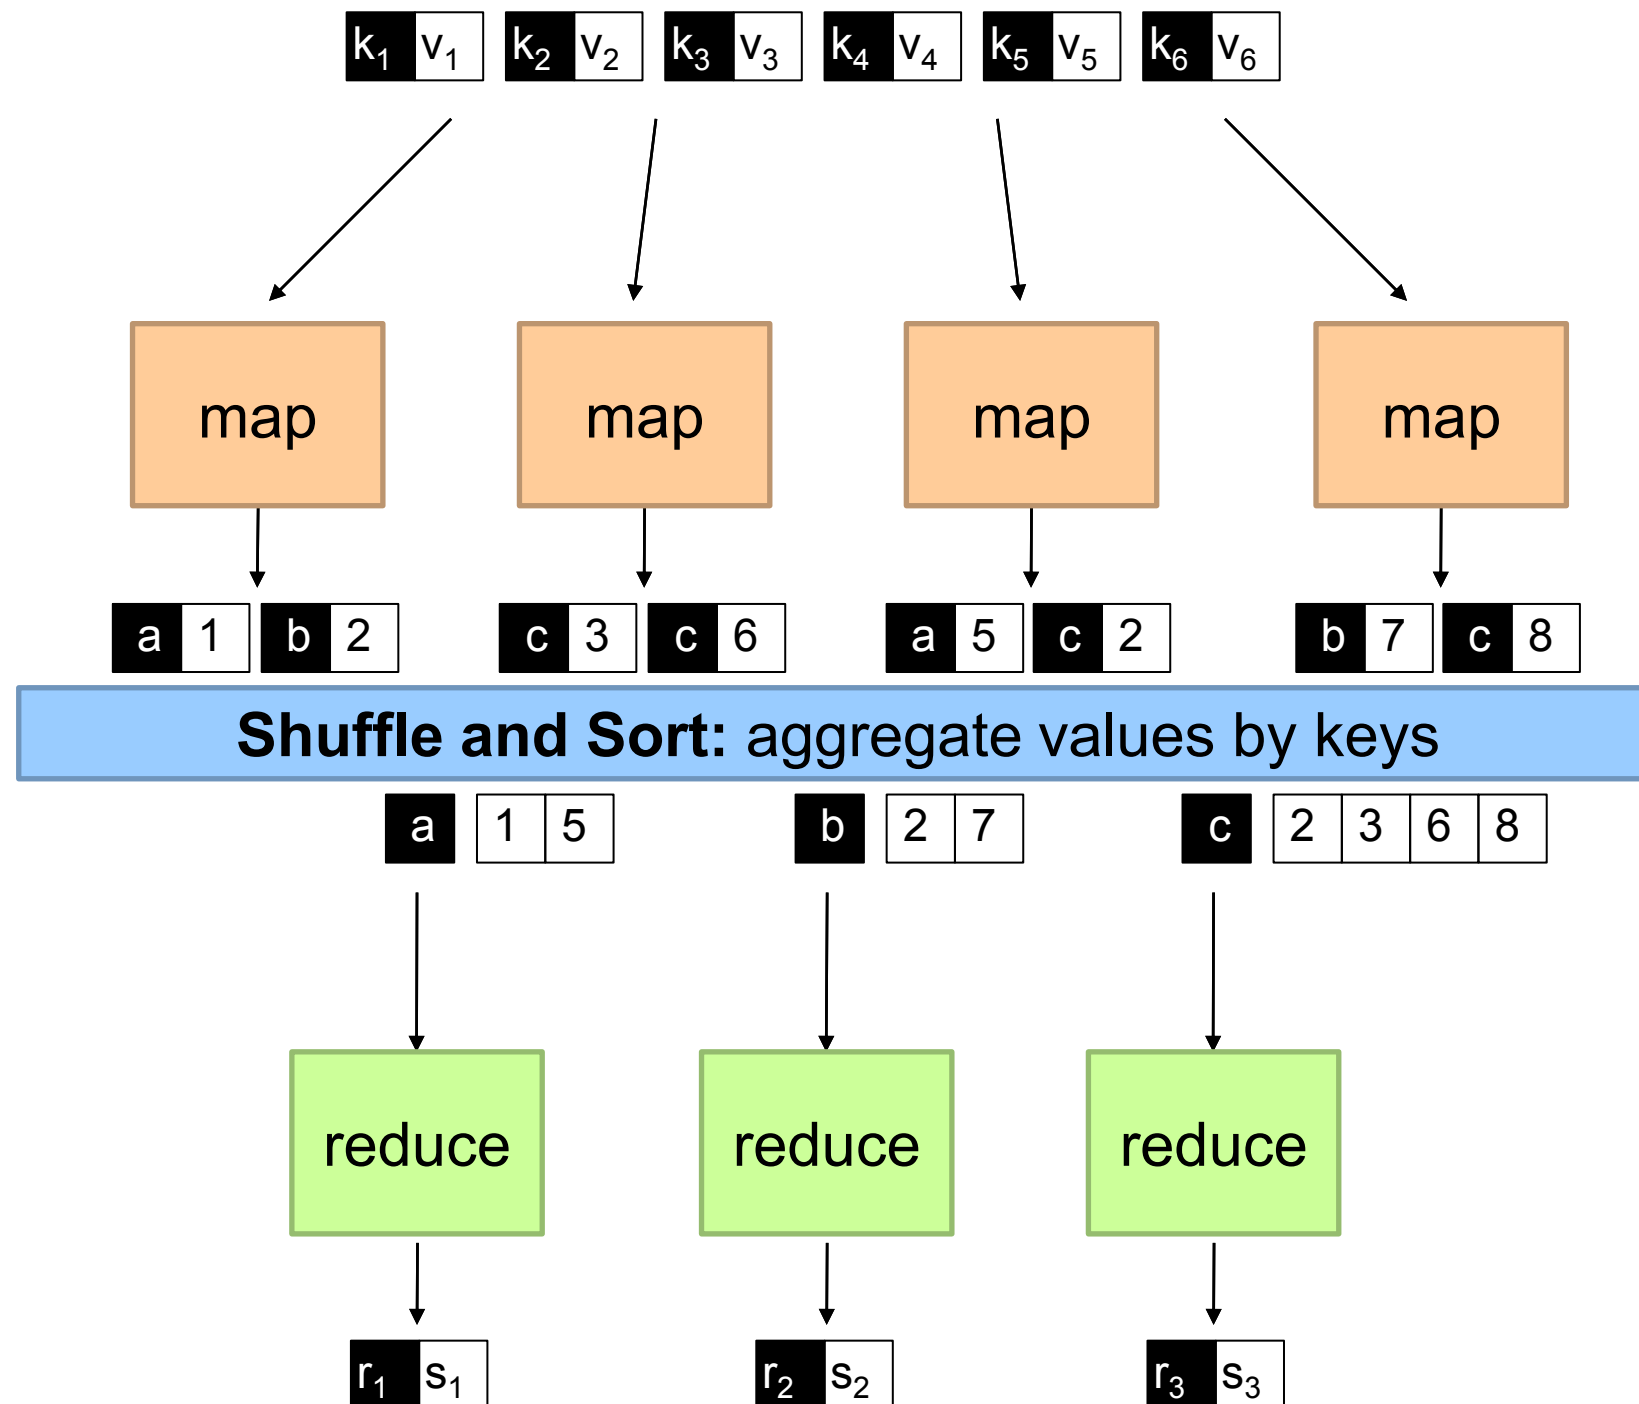 k₁ v₁ k₂ v₂ k₃ v₃ k₄ v₄ k₅ v₅ k₆ v₆
map map map map
a 1 b 2 c 3 c 6 a 5 c 2 b 7 c 8
Shuffle and Sort: aggregate values by keys
a 1 5 b 2 7 c 2 3 6 8
reduce reduce reduce
r₁ s₁ r₂ s₂ r₃ s₃